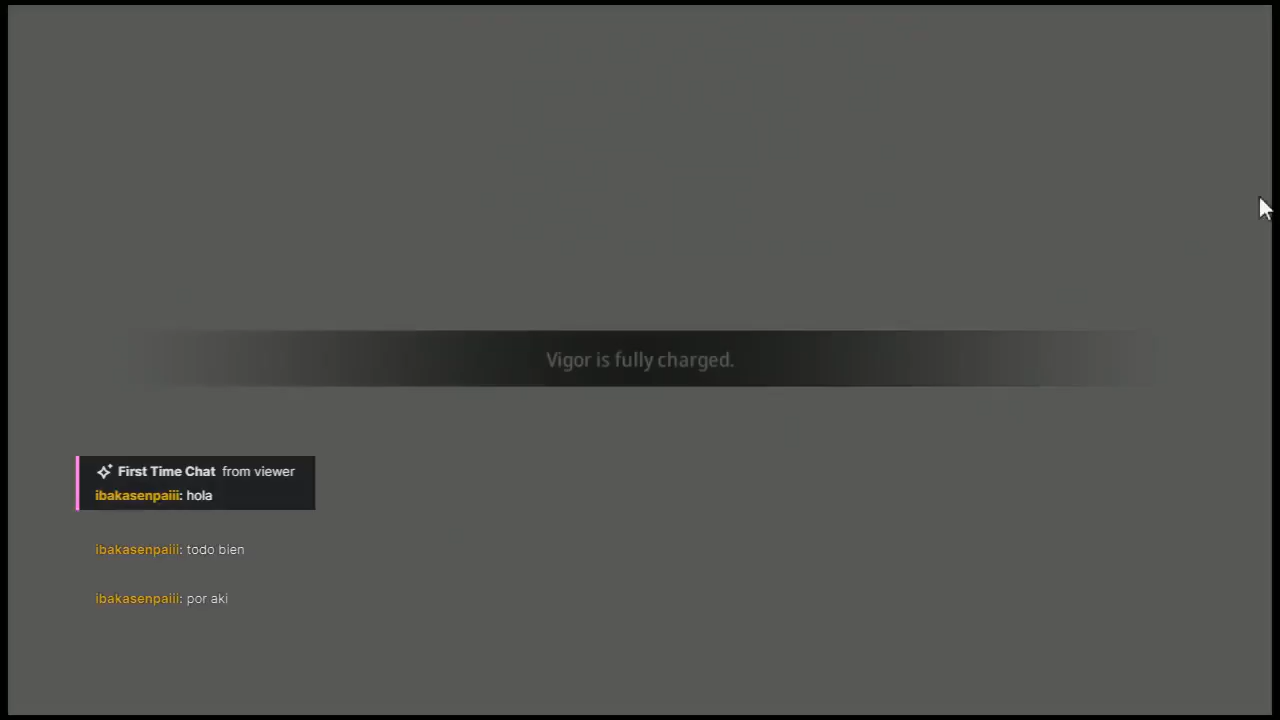 Vigor is fully charged.
First Time Chat from viewer
ibakasenpaiii: hola
ibakasenpaiii: todo bien
ibakasenpaiii: por aki